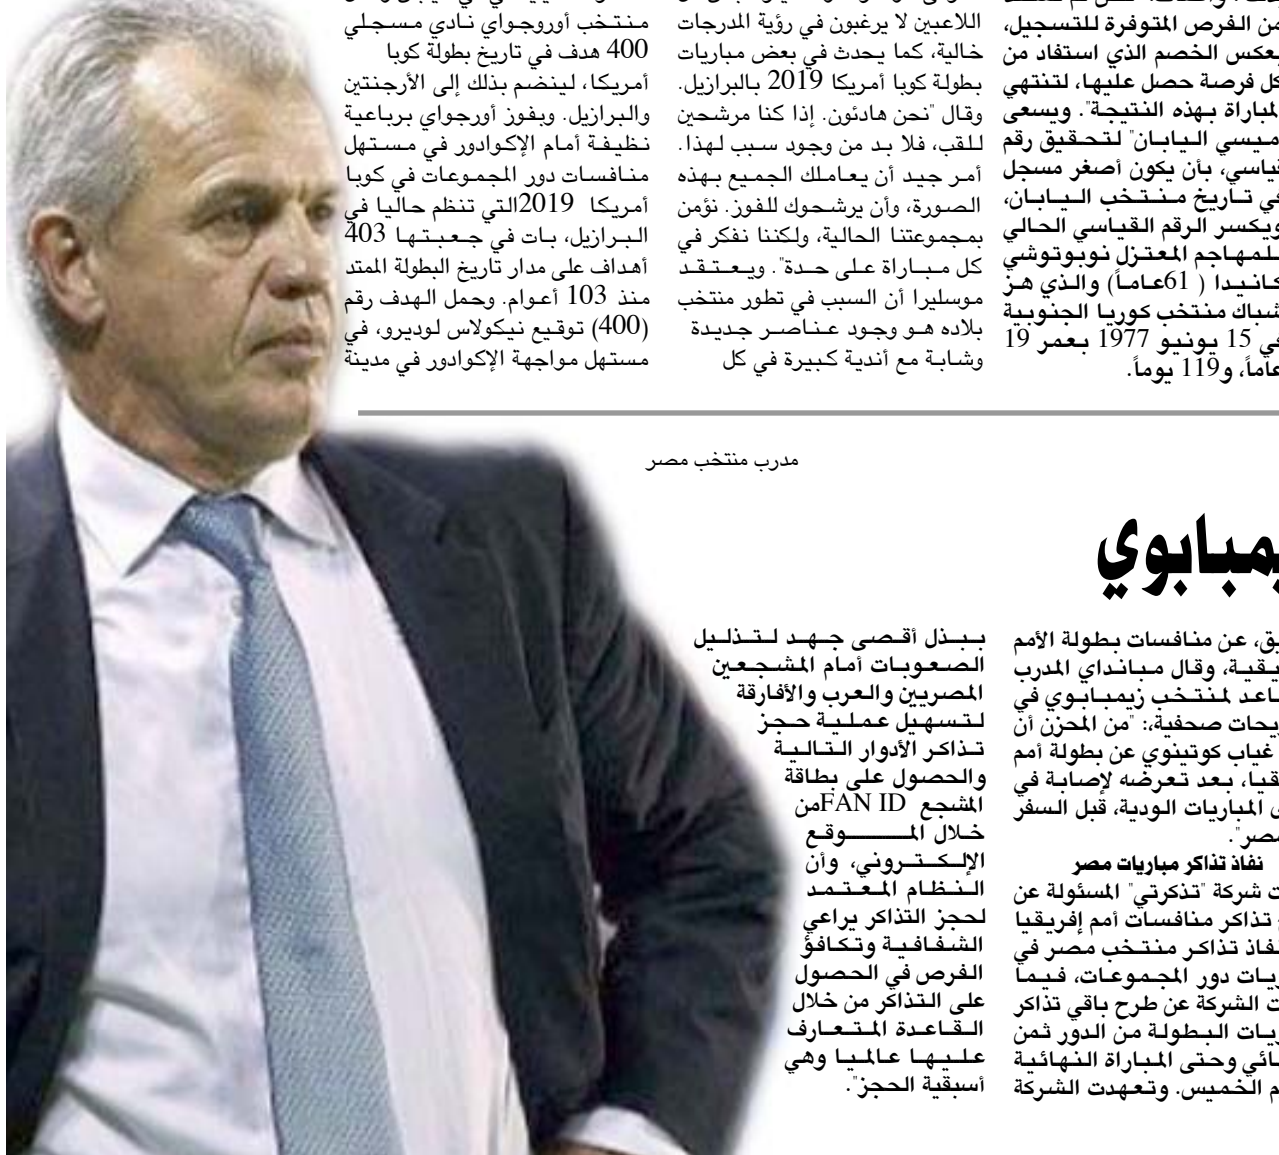 من الفرص المتوفرة للتسجيل،
بعكس الخصم الذي استفاد من
كل فرصة حصل عليها، لتنتهي
المباراة بهذه النتيجة". ويسعى
ميسي اليابان" لتحقيق رقم
قياسي، بأن يكون أصغر مسجل
في تاريخ منتخب اليابان،
ويكسر الرقم القياسي الحالي
للمهاجم المعتزل نوبوتوشي
كانيدا ( 61عاماً) والذي هز
شباك منتخب كوريا الجنوبية
في 15 يونيو 1977 بعمر 19
عاماً، و119 يوماً.
اللاعبين لا يرغبون في رؤية المدرجات
خالية، كما يحدث في بعض مباريات
بطولة كوبا أمريكا 2019 بالبرازيل.
وقال "نحن هادئون. إذا كنا مرشحين
للقب، فلا بد من وجود سبب لهذا.
أمر جيد أن يعاملك الجميع بهذه
الصورة، وأن يرشحوك للفوز. نؤمن
بمجموعتنا الحالية، ولكننا نفكر في
كل مباراة على حدة". ويعتقد
موسليرا أن السبب في تطور منتخب
بلاده هو وجود عناصر جديدة
وشابة مع أندية كبيرة في كل
منتخب أوروجواي نادي مسجلي
400 هدف في تاريخ بطولة كوبا
أمريكا، لينضم بذلك إلى الأرجنتين
والبرازيل. وبفوز أورجواي برباعية
نظيفة أمام الإكوادور في مستهل
منافسات دور المجموعات في كوبا
أمريكا 2019التي تنظم حاليا في
البرازيل، بات في جعبتها 403
أهداف على مدار تاريخ البطولة الممتد
منذ 103 أعوام. وحمل الهدف رقم
(400) توقيع نيكولاس لوديرو، في
مستهل مواجهة الإكوادور في مدينة
مدرب منتخب مصر
يمبابوي
عن منافسات بطولة الأمم
وقال مبانداي المدرب
لمنتخب زيمبابوي في
صحفية،: "من المحزن أن
غياب كوتينوي عن بطولة أمم
بعد تعرضه لإصابة في
المباريات الودية، قبل السفر
مصر".
نفاذ تذاكر مباريات مصر
شركة "تذكرتي" المسئولة عن
تذاكر منافسات أمم إفريقيا
نفاذ تذاكر منتخب مصر في
دور المجموعات، فيما
الشركة عن طرح باقي تذاكر
البطولة من الدور ثمن
وحتى المباراة النهائية
الخميس. وتعهدت الشركة
ببذل أقصى جهد لتذليل
الصعوبات أمام المشجعين
المصريين والعرب والأفارقة
لتسهيل عملية حجز
تذاكر الأدوار التالية
والحصول على بطاقة
المشجع FAN IDمن
خلال الموقع
الإلكتروني، وأن
النظام المعتمد
لحجز التذاكر يراعي
الشفافية وتكافؤ
الفرص في الحصول
على التذاكر من خلال
القاعدة المتعارف
عليها عالميا وهي
أسبقية الحجز".